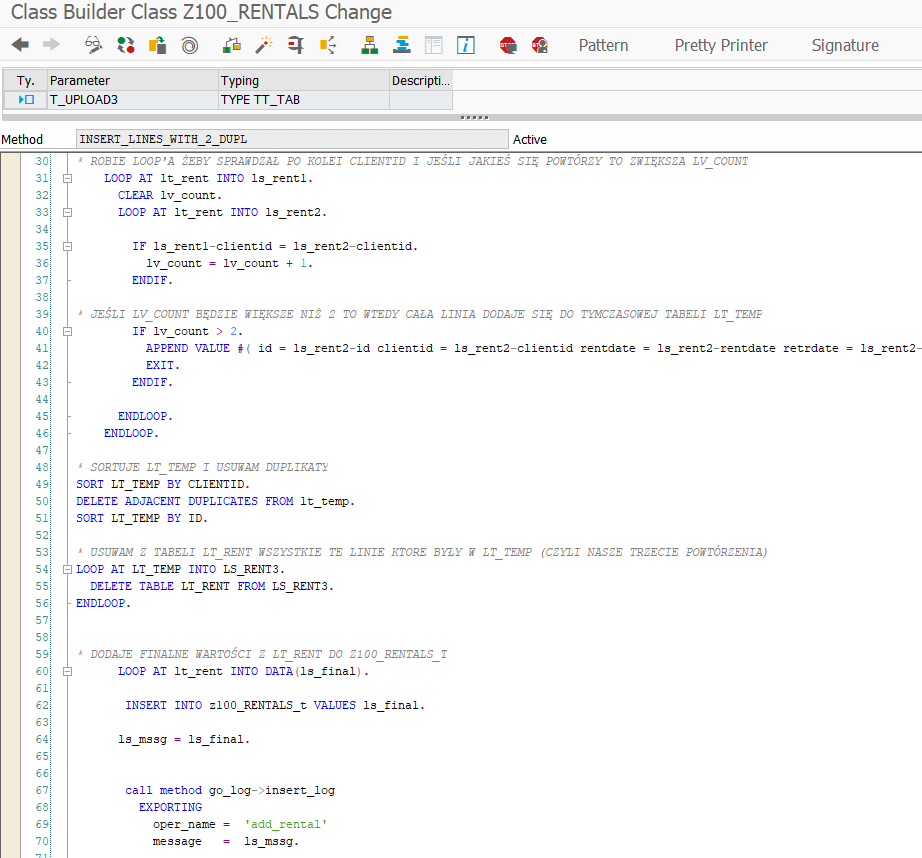 Class Builder Class Z100_RENTALS Change
Pattern Pretty Printer Signature
Ty. Parameter Typing Descripti...
T_UPLOAD3 TYPE TT_TAB
Method INSERT_LINES_WITH_2_DUPL Active
30 * ROBIE LOOP'A ŻEBY SPRAWDZAŁ PO KOLEI CLIENTID I JEŚLI JAKIEŚ SIĘ POWTÓRZY TO ZWIĘKSZA LV_COUNT
31 LOOP AT lt_rent INTO ls_rent1.
32 CLEAR lv_count.
33 LOOP AT lt_rent INTO ls_rent2.
34
35 IF ls_rent1-clientid = ls_rent2-clientid.
36 lv_count = lv_count + 1.
37 ENDIF.
38
39 * JEŚLI LV_COUNT BĘDZIE WIĘKSZE NIŻ 2 TO WTEDY CAŁA LINIA DODAJE SIĘ DO TYMCZASOWEJ TABELI LT_TEMP
40 IF lv_count > 2.
41 APPEND VALUE #( id = ls_rent2-id clientid = ls_rent2-clientid rentdate = ls_rent2-rentdate retrdate = ls_rent2-
42 EXIT.
43 ENDIF.
44
45 ENDLOOP.
46 ENDLOOP.
47
48 * SORTUJE LT_TEMP I USUWAM DUPLIKATY
49 SORT LT_TEMP BY CLIENTID.
50 DELETE ADJACENT DUPLICATES FROM lt_temp.
51 SORT LT_TEMP BY ID.
52
53 * USUWAM Z TABELI LT_RENT WSZYSTKIE TE LINIE KTORE BYŁY W LT_TEMP (CZYLI NASZE TRZECIE POWTÓRZENIA)
54 LOOP AT LT_TEMP INTO LS_RENT3.
55 DELETE TABLE LT_RENT FROM LS_RENT3.
56 ENDLOOP.
57
58
59 * DODAJE FINALNE WARTOŚCI Z LT_RENT DO Z100_RENTALS_T
60 LOOP AT lt_rent INTO DATA(ls_final).
61
62 INSERT INTO z100_RENTALS_t VALUES ls_final.
63
64 ls_mssg = ls_final.
65
66
67 call method go_log->insert_log
68 EXPORTING
69 oper_name = 'add_rental'
70 message = ls_mssg.
71